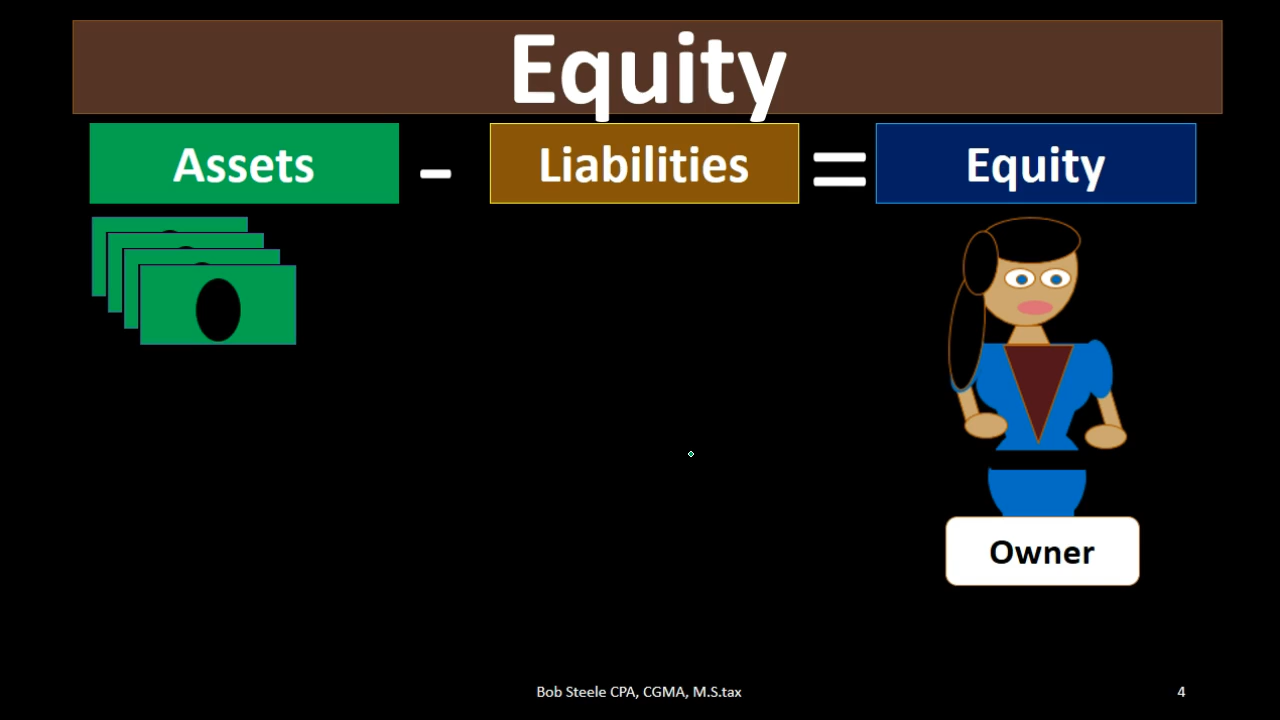 Equity
Assets - Liabilities = Equity
Owner
Bob Steele CPA, CGMA, M.S.tax
4